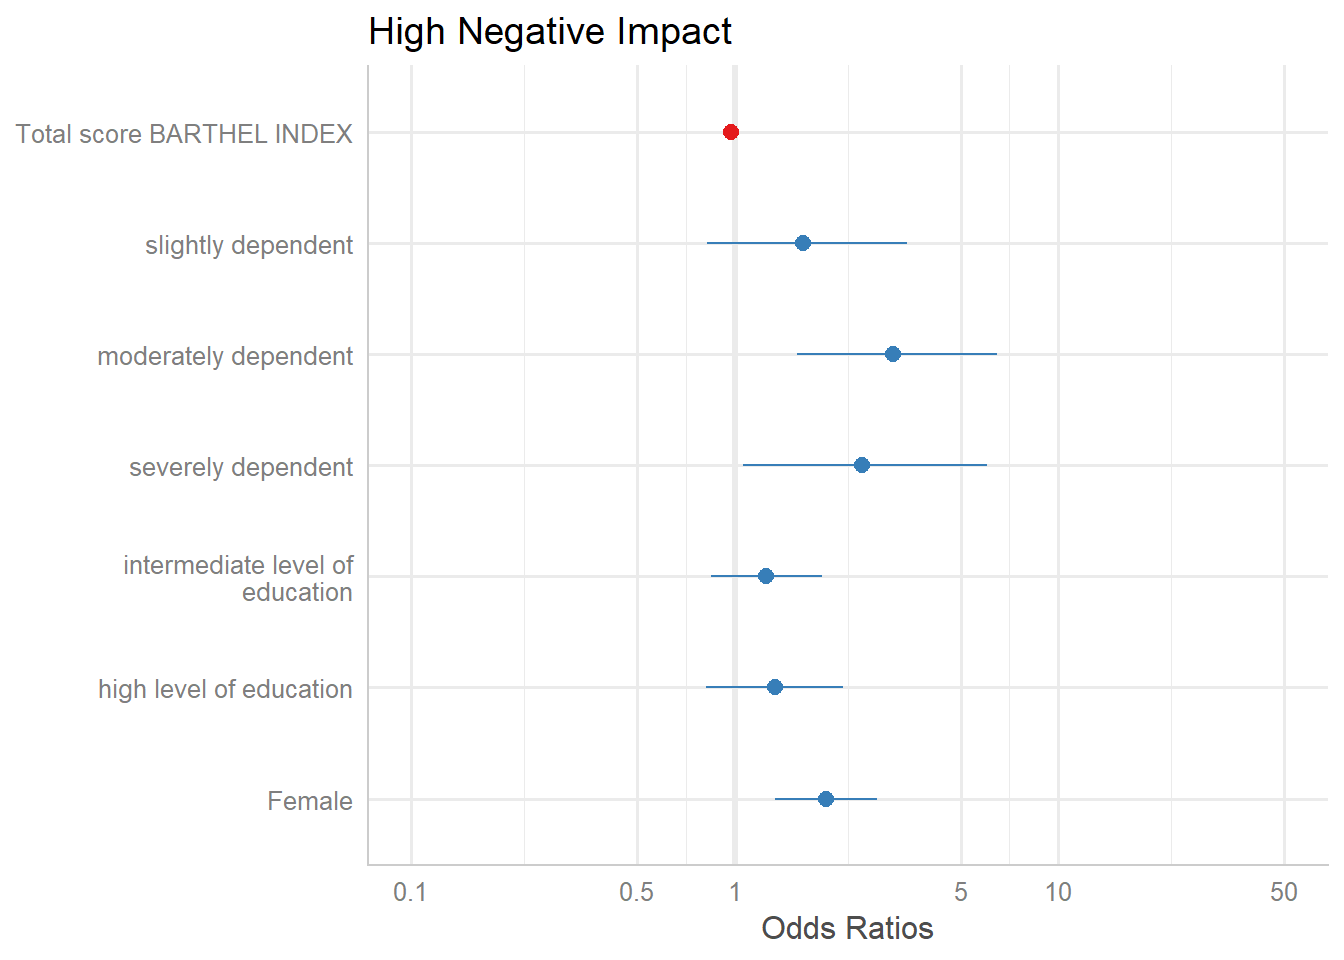 High Negative Impact
Total score BARTHEL INDEX
slightly dependent
moderately dependent
severely dependent
intermediate level of
education
high level of education
Female
0.1 0.5 1 5 10 50
Odds Ratios